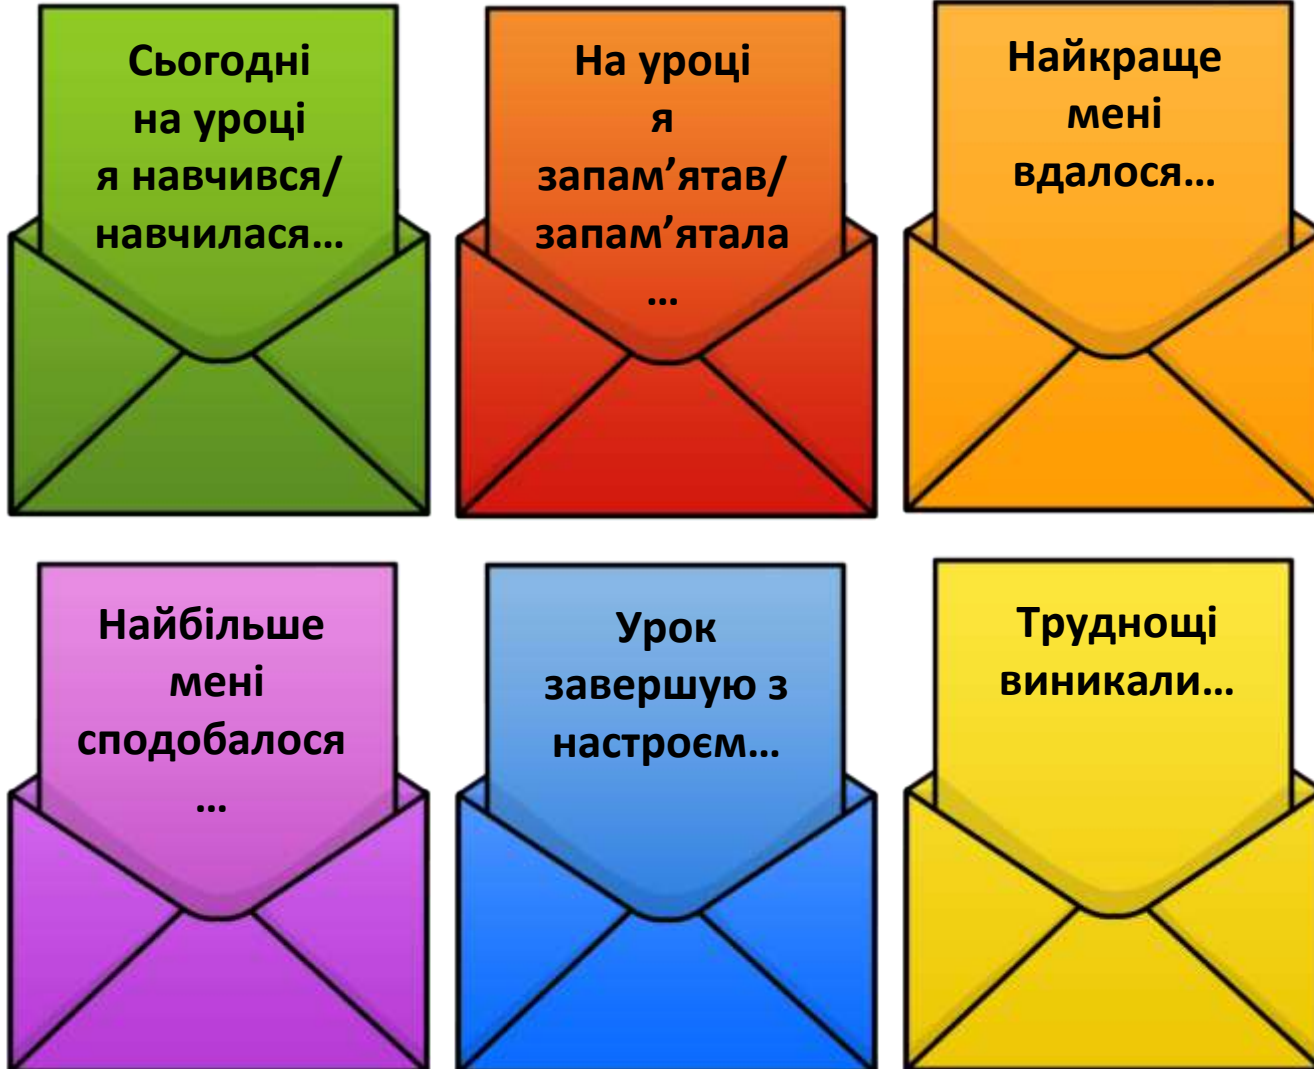 Сьогодні
на уроці
я навчився/
навчилася…
На уроці
я
запам’ятав/
запам’ятала
…
Найкраще
мені
вдалося…
Найбільше
мені
сподобалося
…
Урок
завершую з
настроєм…
Труднощі
виникали…